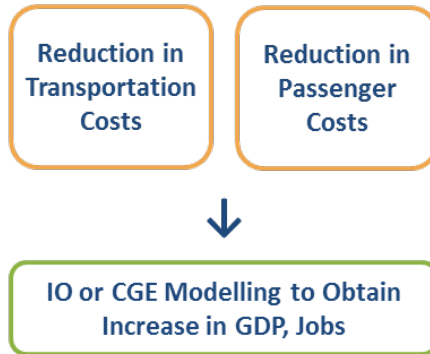 Reduction in
Transportation
Costs
Reduction in
Passenger
Costs
IO or CGE Modelling to Obtain
Increase in GDP, Jobs